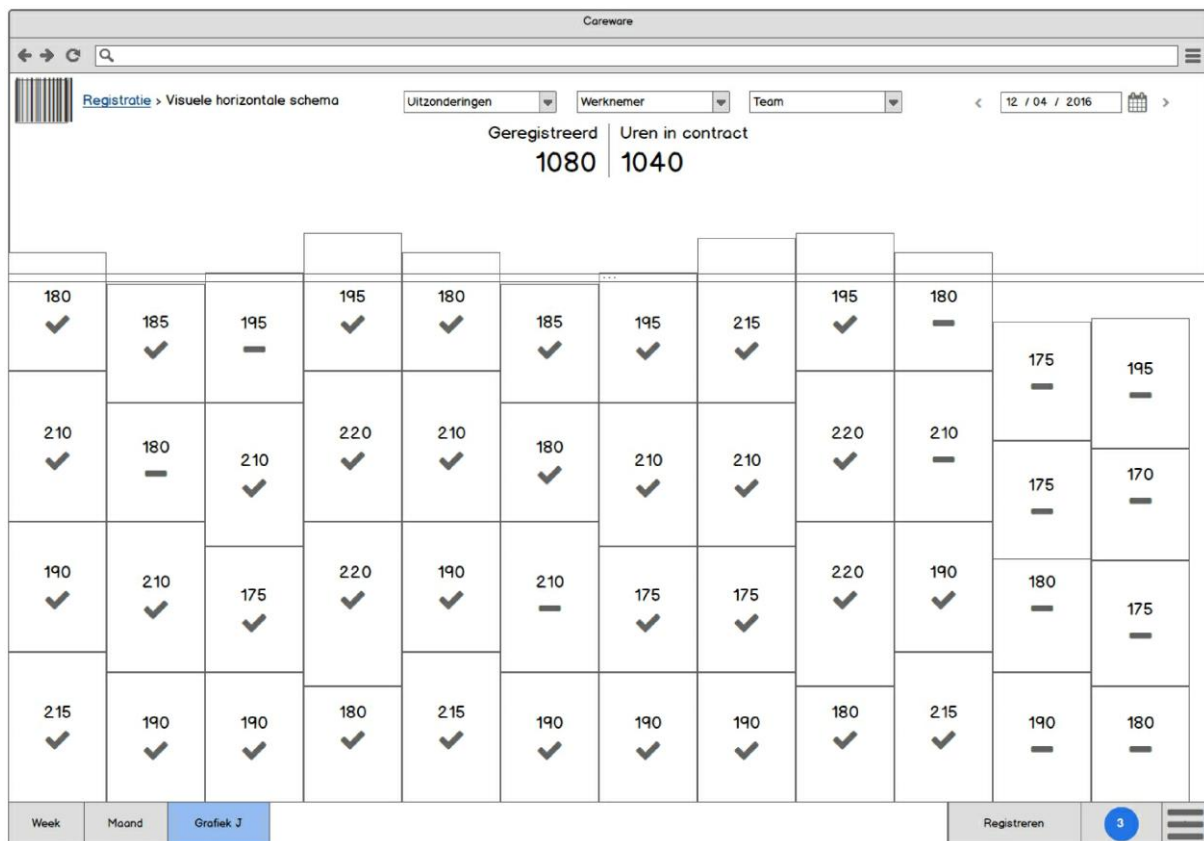 Careware
Registratie > Visuele horizontale schema
Uitzonderingen
Werknemer
Team
<
12 / 04 / 2016
>
Geregistreerd
Uren in contract
1080
1040
...
180 185 195 195 180 185 195 215 195 180 175 195
210 180 210 220 210 180 210 210 220 210 175 170
190 210 175 220 190 210 175 175 220 190 180 175
215 190 190 180 215 190 190 190 180 215 190 180
Week
Maand
Grafiek J
Registreren
3